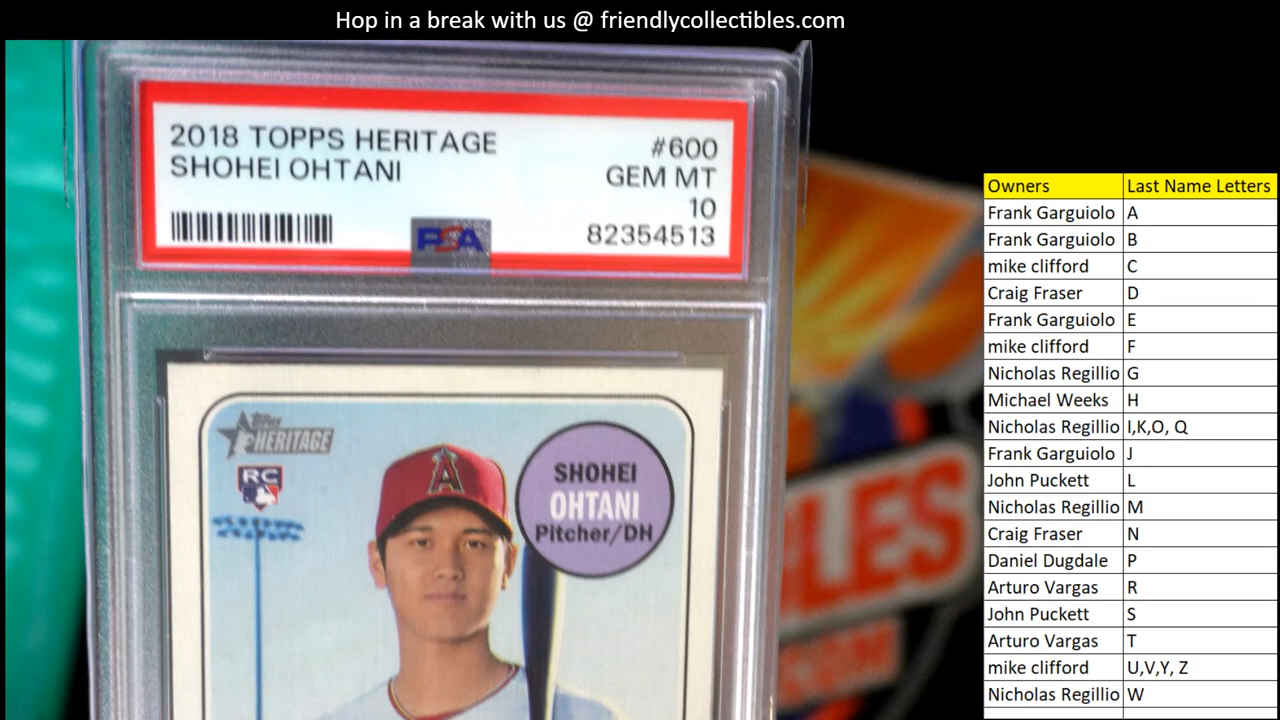 Hop in a break with us @ friendlycollectibles.com
2018 TOPPS HERITAGE
SHOHEI OHTANI
#600
GEM MT
10
82354513
PSA
Topps
HERITAGE
RC
SHOHEI
OHTANI
Pitcher/DH
A
BLES
.COM
Owners Last Name Letters
Frank Garguiolo A
Frank Garguiolo B
mike clifford C
Craig Fraser D
Frank Garguiolo E
mike clifford F
Nicholas Regillio G
Michael Weeks H
Nicholas Regillio I,K,O, Q
Frank Garguiolo J
John Puckett L
Nicholas Regillio M
Craig Fraser N
Daniel Dugdale P
Arturo Vargas R
John Puckett S
Arturo Vargas T
mike clifford U,V,Y, Z
Nicholas Regillio W